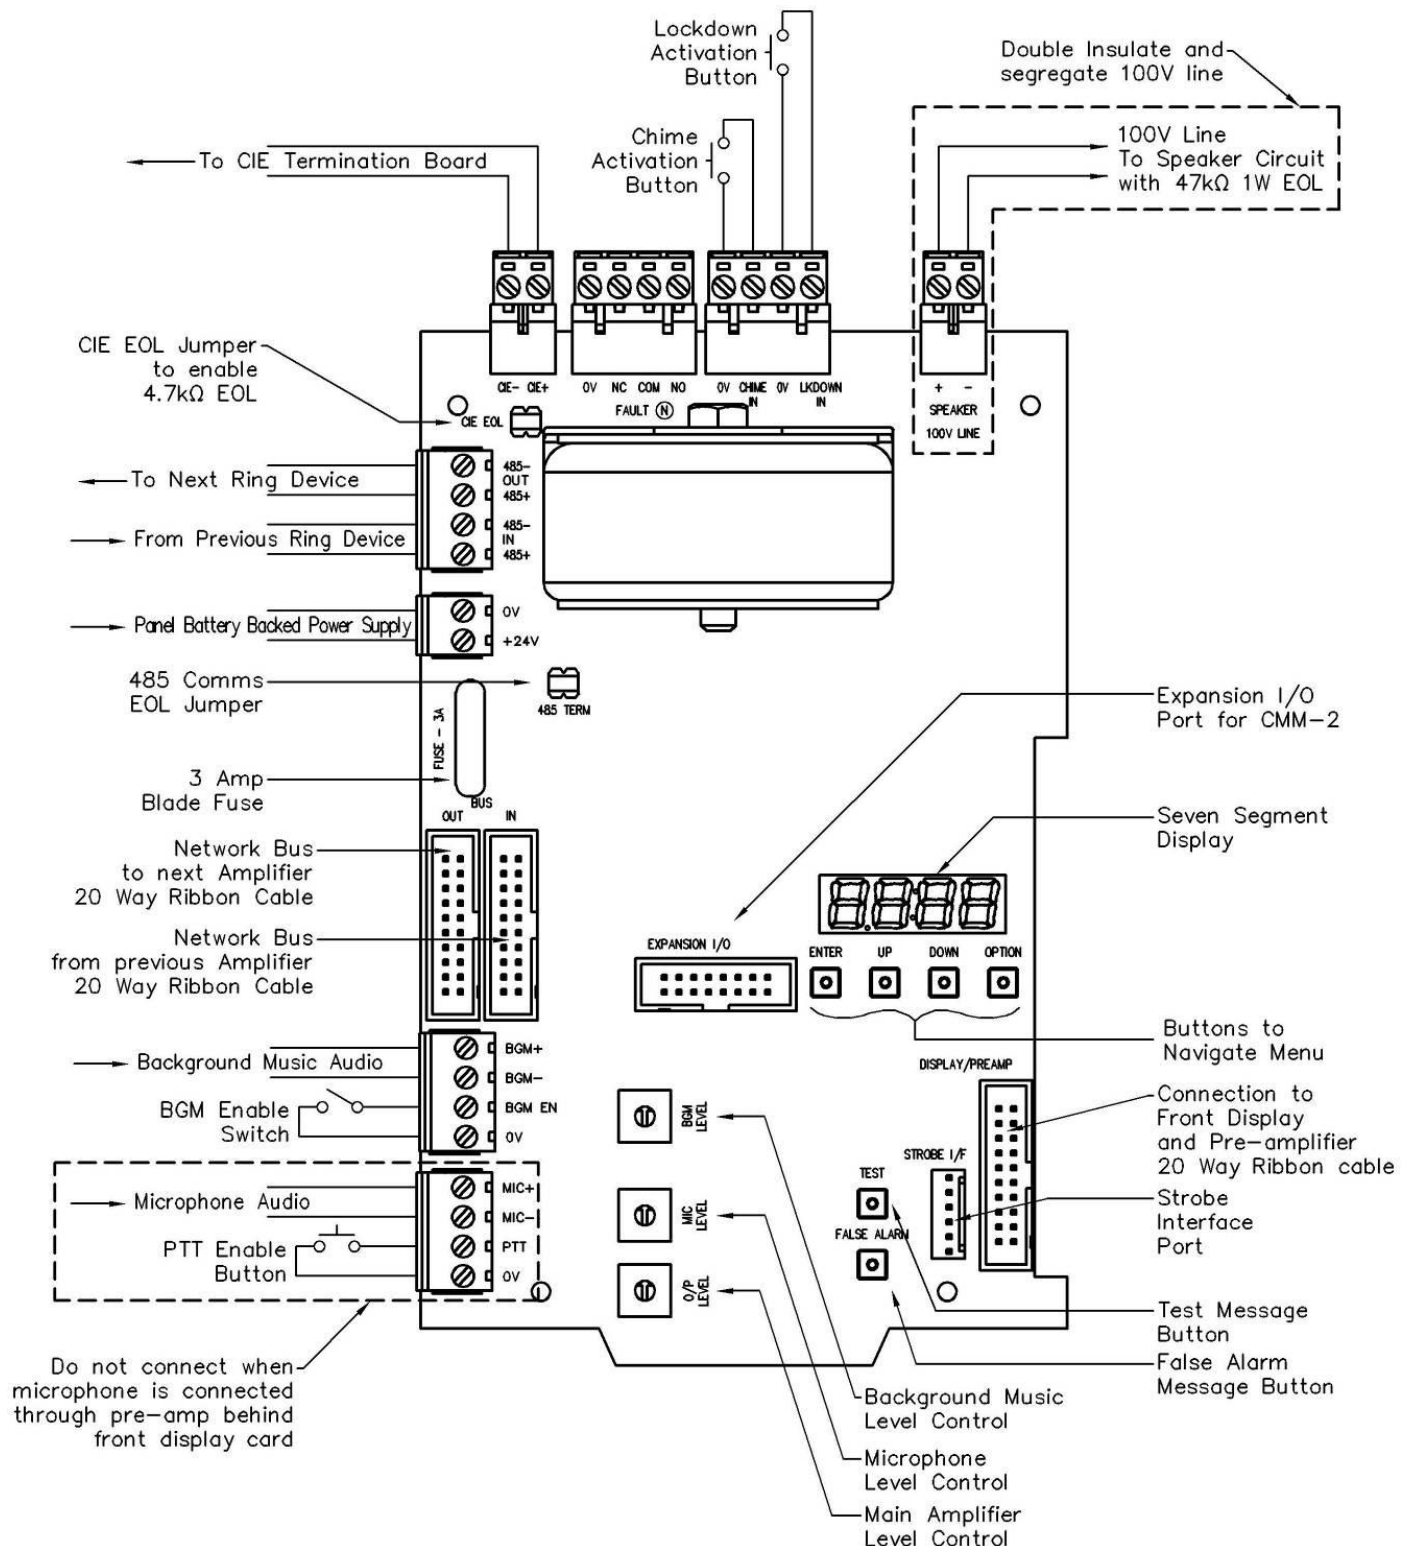 Lockdown
Activation
Button
Double Insulate and
segregate 100V line
Chime
Activation
Button
100V Line
To Speaker Circuit
with 47kΩ 1W EOL
To CIE Termination Board
CIE EOL Jumper
to enable
4.7kΩ EOL
CIE- CIE+
0V NC COM NO
FAULT N
0V CHIME 0V LKDOWN
IN IN
+ -
SPEAKER
100V LINE
CIE EOL
To Next Ring Device
485-
OUT
485+
From Previous Ring Device
485-
IN
485+
Panel Battery Backed Power Supply
0V
+24V
485 Comms
EOL Jumper
485 TERM
FUSE - 3A
3 Amp
Blade Fuse
Expansion I/O
Port for CMM-2
BUS
OUT IN
Network Bus
to next Amplifier
20 Way Ribbon Cable
Network Bus
from previous Amplifier
20 Way Ribbon Cable
Seven Segment
Display
8.8:8 8
EXPANSION I/O
ENTER UP DOWN OPTION
Buttons to
Navigate Menu
Background Music Audio
BGM+
BGM-
BGM EN
0V
BGM Enable
Switch
DISPLAY/PREAMP
Connection to
Front Display
and Pre-amplifier
20 Way Ribbon cable
BGM
LEVEL
STROBE I/F
TEST
FALSE ALARM
Strobe
Interface
Port
Microphone Audio
MIC+
MIC-
PTT
0V
PTT Enable
Button
MIC
LEVEL
O/P
LEVEL
Test Message
Button
False Alarm
Message Button
Do not connect when
microphone is connected
through pre-amp behind
front display card
Background Music
Level Control
Microphone
Level Control
Main Amplifier
Level Control